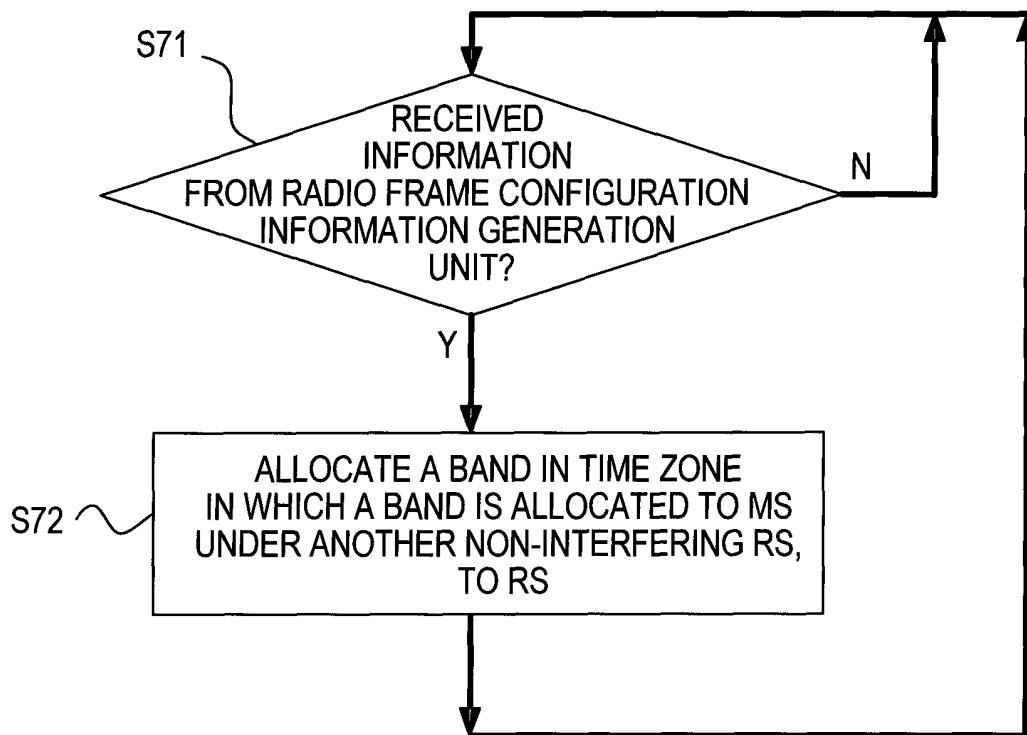 S71
RECEIVED
INFORMATION
FROM RADIO FRAME CONFIGURATION
INFORMATION GENERATION
UNIT?
N
Y
S72
ALLOCATE A BAND IN TIME ZONE
IN WHICH A BAND IS ALLOCATED TO MS
UNDER ANOTHER NON-INTERFERING RS,
TO RS